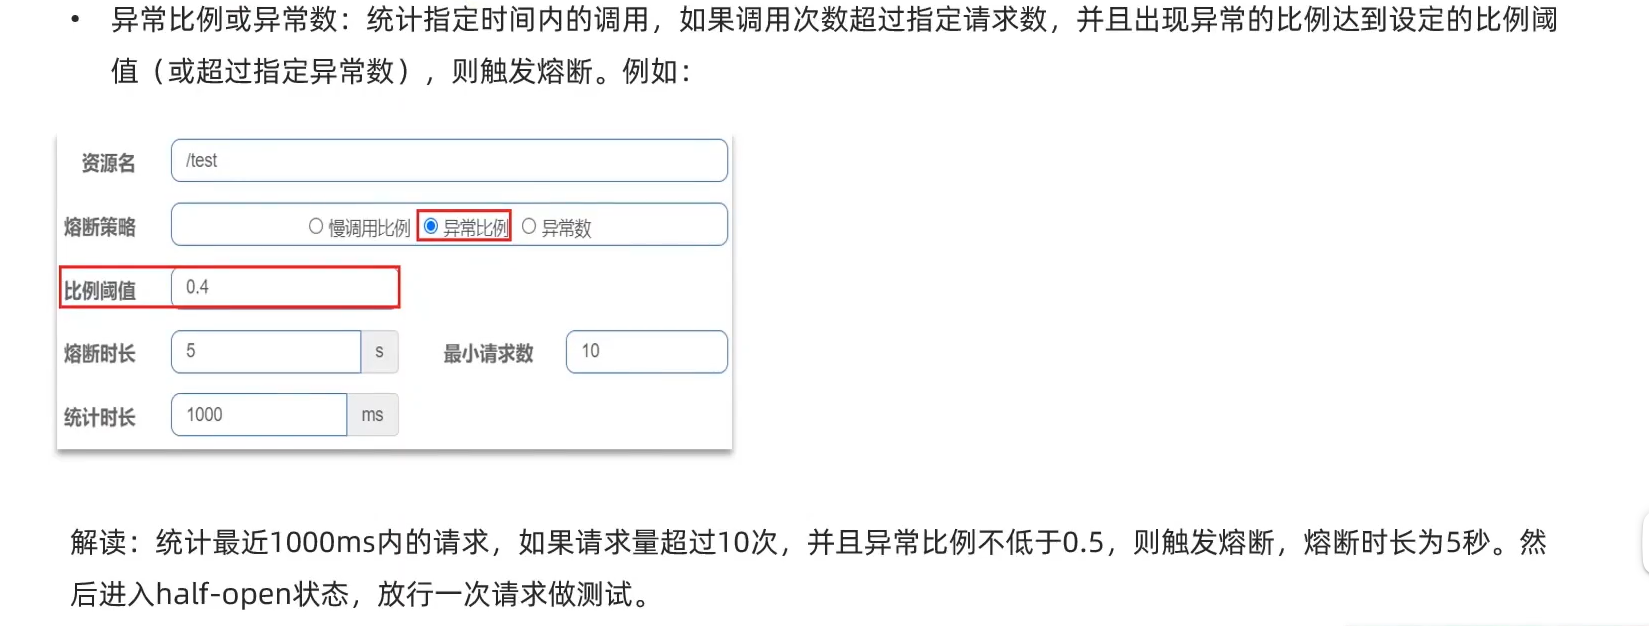 • 异常比例或异常数：统计指定时间内的调用，如果调用次数超过指定请求数，并且出现异常的比例达到设定的比例阈
值（或超过指定异常数），则触发熔断。例如：
资源名 /test
熔断策略 慢调用比例 异常比例 异常数
比例阈值 0.4
熔断时长 5 s 最小请求数 10
统计时长 1000 ms
解读：统计最近1000ms内的请求，如果请求量超过10次，并且异常比例不低于0.5，则触发熔断，熔断时长为5秒。然
后进入half-open状态，放行一次请求做测试。